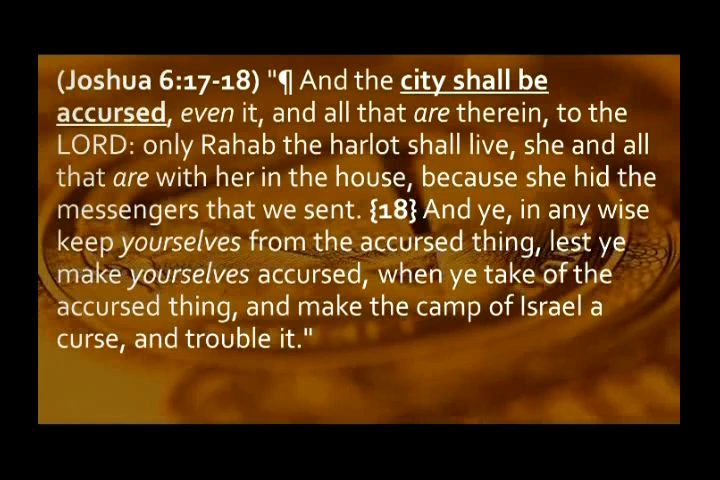 (Joshua 6:17-18) "¶ And the city shall be
accursed, even it, and all that are therein, to the
LORD: only Rahab the harlot shall live, she and all
that are with her in the house, because she hid the
messengers that we sent. {18} And ye, in any wise
keep yourselves from the accursed thing, lest ye
make yourselves accursed, when ye take of the
accursed thing, and make the camp of Israel a
curse, and trouble it."